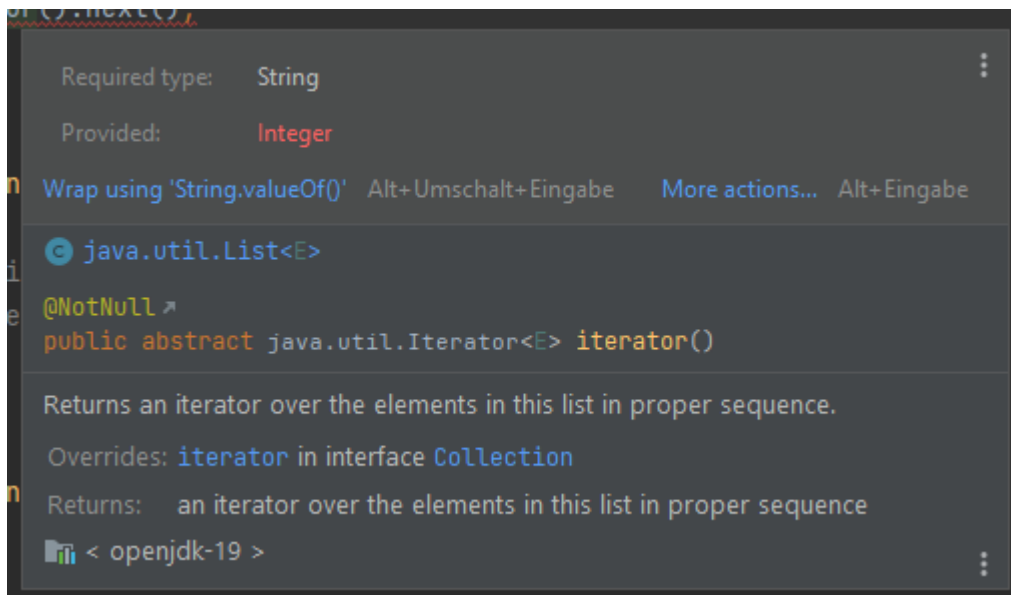 ().next(),
Required type: String
Provided: Integer
Wrap using 'String.valueOf()' Alt+Umschalt+Eingabe More actions... Alt+Eingabe
java.util.List<E>
@NotNull
public abstract java.util.Iterator<E> iterator()
Returns an iterator over the elements in this list in proper sequence.
Overrides: iterator in interface Collection
Returns: an iterator over the elements in this list in proper sequence
< openjdk-19 >